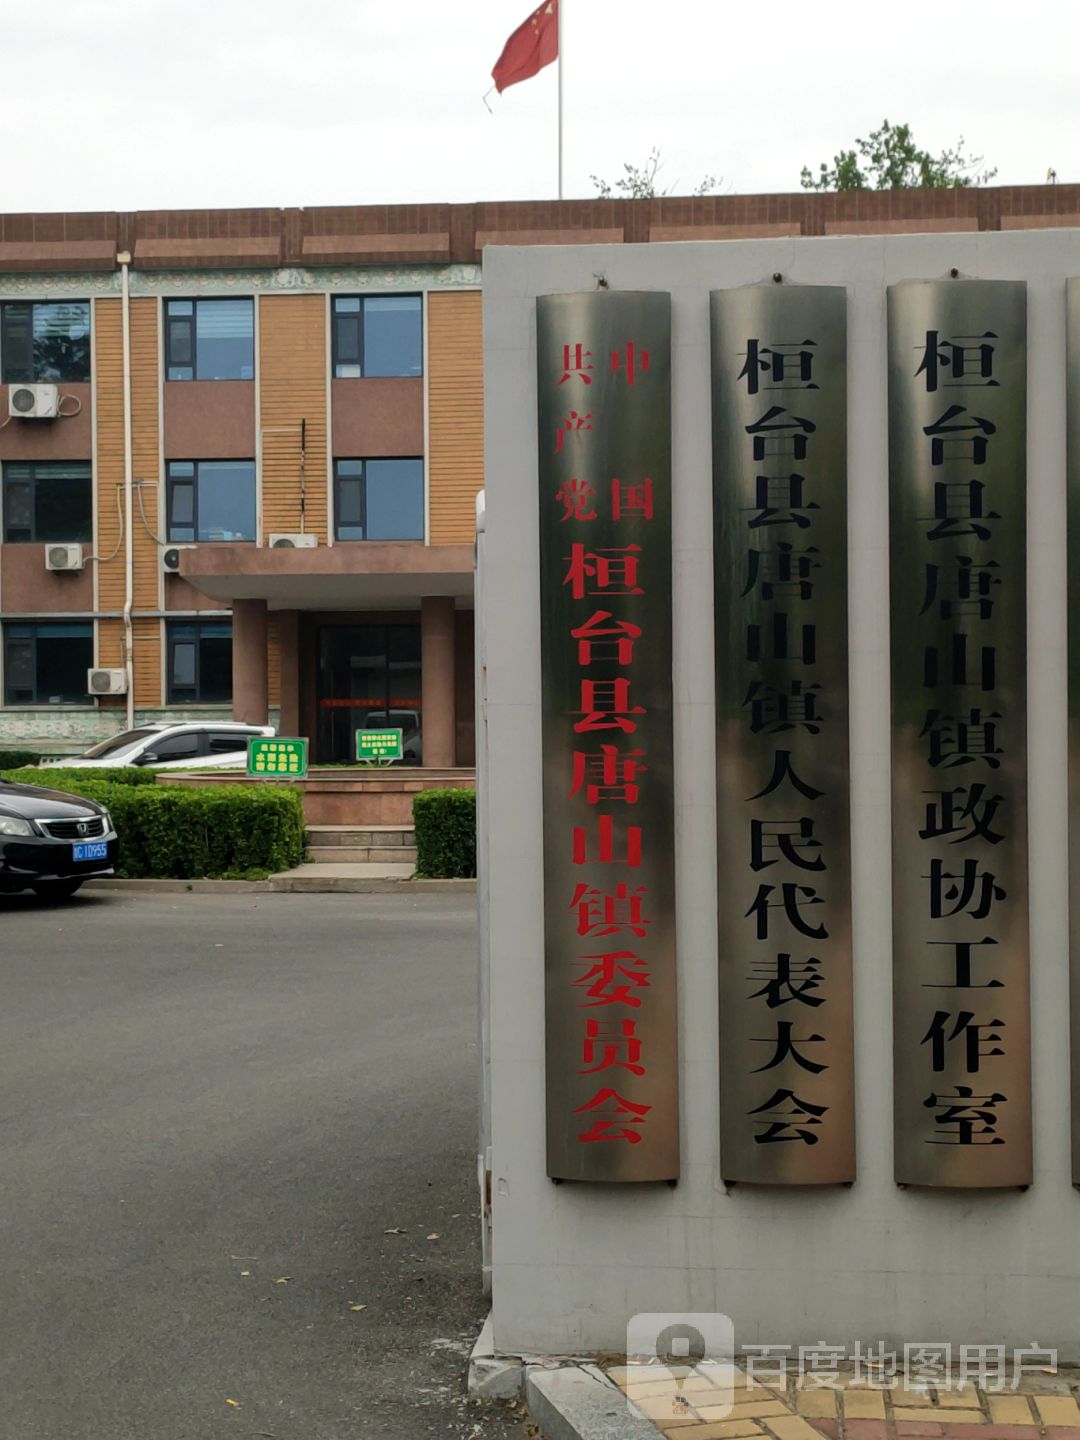 中国
共产党
桓台县唐山镇委员会
桓台县唐山镇人民代表大会
桓台县唐山镇政协工作室
百度地图用户